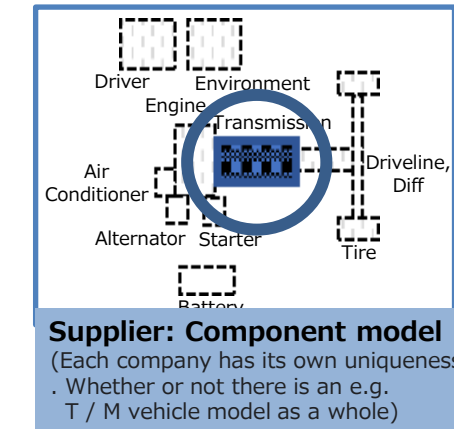 Driver
Environment
Engine
Transmission
Air
Conditioner
Driveline,
Diff
Alternator
Starter
Tire
Battery
Supplier: Component model
(Each company has its own uniqueness
. Whether or not there is an e.g.
T / M vehicle model as a whole)